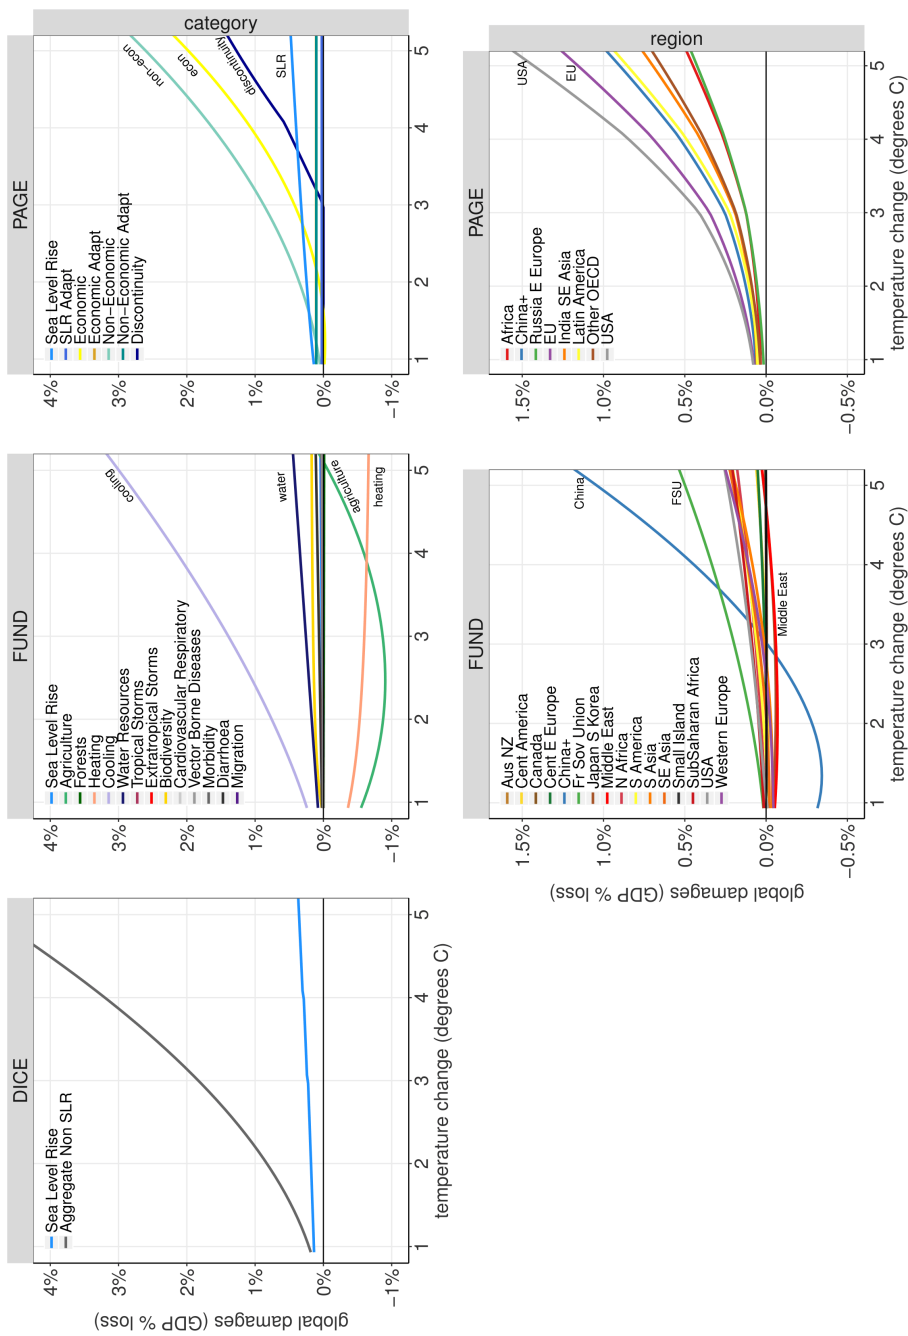 DICE
FUND
PAGE
category
global damages (GDP % loss)
4%
3%
2%
1%
0%
−1%
Sea Level Rise
Aggregate Non SLR
1 2 3 4 5
temperature change (degrees C)
4%
3%
2%
1%
0%
−1%
Sea Level Rise
Agriculture
Forests
Heating
Cooling
Water Resources
Tropical Storms
Extratropical Storms
Biodiversity
Cardiovascular Respiratory
Vector Borne Diseases
Morbidity
Diarrhoea
Migration
cooling
water
agriculture
heating
1 2 3 4 5
4%
3%
2%
1%
0%
−1%
Sea Level Rise
SLR Adapt
Economic
Economic Adapt
Non−Economic
Non−Economic Adapt
Discontinuity
non−econ
econ
discontinuity
SLR
1 2 3 4 5
FUND
PAGE
region
global damages (GDP % loss)
1.5%
1.0%
0.5%
0.0%
−0.5%
Aus NZ
Cent America
Canada
Cent E Europe
China+
Fr Sov Union
Japan S Korea
Middle East
N Africa
S America
S Asia
SE Asia
Small Island
SubSaharan Africa
USA
Western Europe
China
FSU
Middle East
1 2 3 4 5
temperature change (degrees C)
1.5%
1.0%
0.5%
0.0%
−0.5%
Africa
China+
Russia E Europe
EU
India SE Asia
Latin America
Other OECD
USA
USA
EU
1 2 3 4 5
temperature change (degrees C)